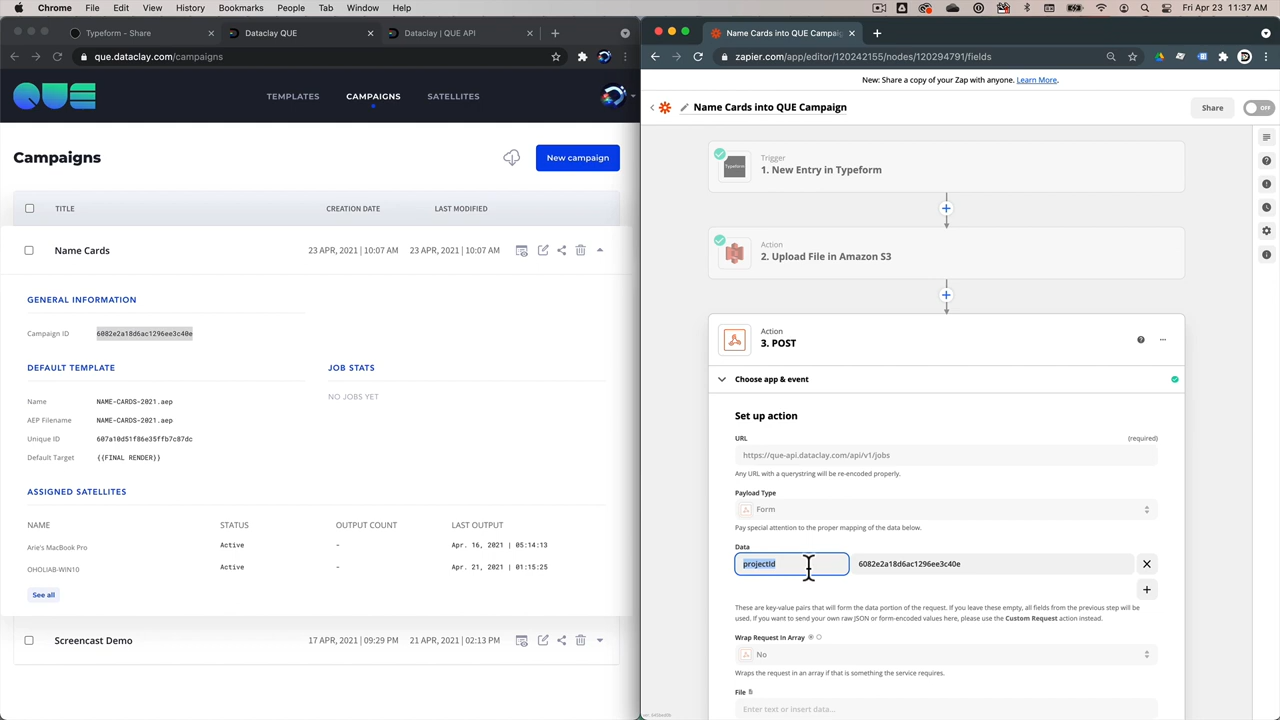 Chrome File Edit View History Bookmarks People Tab Window Help
Fri Apr 23 11:37 AM
Typeform - Share
Dataclay QUE
Dataclay | QUE API
que.dataclay.com/campaigns
QUE
TEMPLATES
CAMPAIGNS
SATELLITES
Campaigns
New campaign
TITLE
CREATION DATE
LAST MODIFIED
Name Cards
23 APR, 2021 | 10:07 AM
23 APR, 2021 | 10:07 AM
GENERAL INFORMATION
Campaign ID
6082e2a18d6ac1296ee3c40e
DEFAULT TEMPLATE
Name
NAME-CARDS-2021.aep
AEP Filename
NAME-CARDS-2021.aep
Unique ID
607a10d51f86e35ffb7c87dc
Default Target
{{FINAL RENDER}}
JOB STATS
NO JOBS YET
ASSIGNED SATELLITES
NAME
STATUS
OUTPUT COUNT
LAST OUTPUT
Arie's MacBook Pro
Active
-
Apr. 16, 2021 | 05:14:13
OHOLIAB-WIN10
Active
-
Apr. 21, 2021 | 01:15:25
See all
Screencast Demo
17 APR, 2021 | 09:29 PM
21 APR, 2021 | 02:13 PM
Name Cards into QUE Campaig
zapier.com/app/editor/120242155/nodes/120294791/fields
New: Share a copy of your Zap with anyone. Learn More.
Name Cards into QUE Campaign
Share
OFF
Typeform
Trigger
1. New Entry in Typeform
Action
2. Upload File in Amazon S3
Action
3. POST
Choose app & event
Set up action
URL
(required)
https://que-api.dataclay.com/api/v1/jobs
Any URL with a querystring will be re-encoded properly.
Payload Type
Form
Pay special attention to the proper mapping of the data below.
Data
projectId
6082e2a18d6ac1296ee3c40e
These are key-value pairs that will form the data portion of the request. If you leave these empty, all fields from the previous step will be
used. If you want to send your own raw JSON or form-encoded values here, please use the Custom Request action instead.
Wrap Request In Array
No
Wraps the request in an array if that is something the service requires.
File
Enter text or insert data...